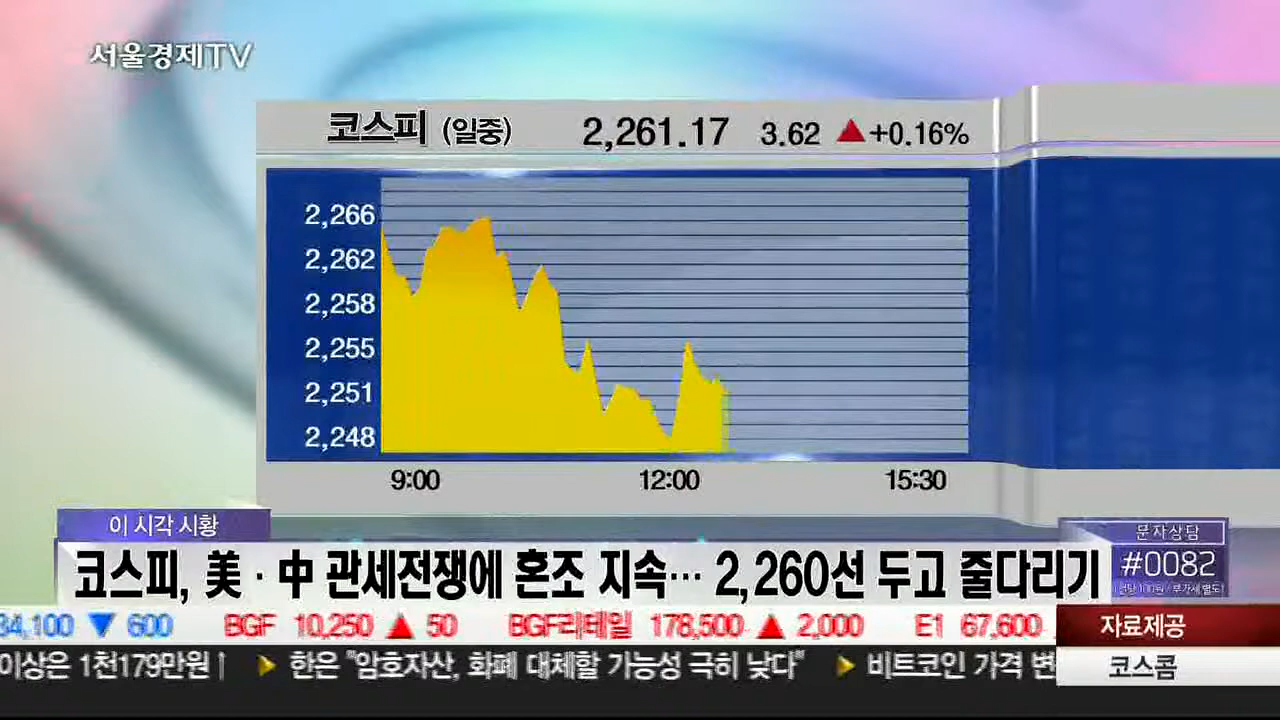 서울경제TV
코스피 (일중) 2,261.17 3.62 ▲+0.16%
2,266
2,262
2,258
2,255
2,251
2,248
9:00 12:00 15:30
이 시각 시황
문자상담
코스피, 美·中 관세전쟁에 혼조 지속… 2,260선 두고 줄다리기
#0082
34,100 ▼ 600 BGF 10,250 ▲ 50 BGF리테일 178,500 ▲ 2,000 E1 67,600
자료제공
이상은 1천179만원↑ ▶ 한은 "암호자산, 화폐 대체할 가능성 극히 낮다" ▶ 비트코인 가격 변
코스콤